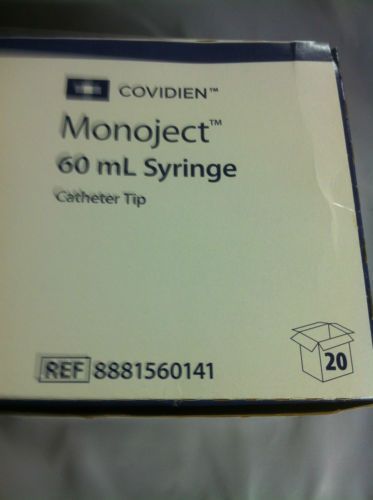 COVIDIEN™
Monoject™
60 mL Syringe
Catheter Tip
20
REF 8881560141